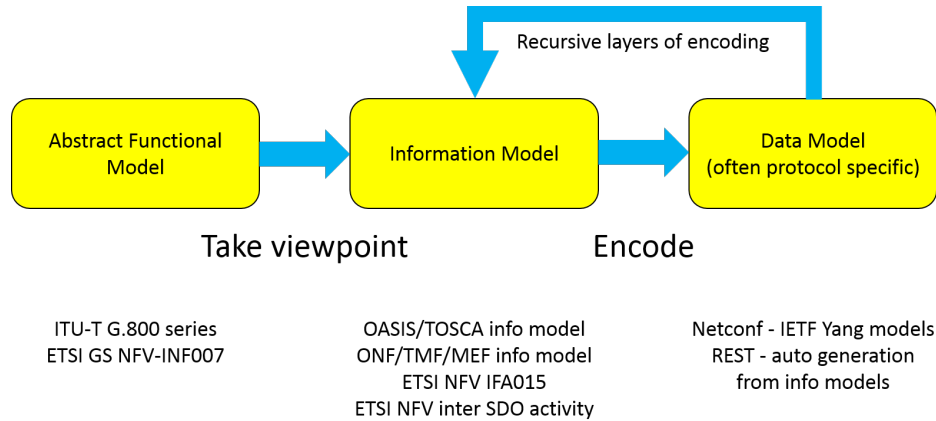 Recursive layers of encoding
Abstract Functional
Model
Information Model
Data Model
(often protocol specific)
Take viewpoint
Encode
ITU-T G.800 series
ETSI GS NFV-INF007
OASIS/TOSCA info model
ONF/TMF/MEF info model
ETSI NFV IFA015
ETSI NFV inter SDO activity
Netconf - IETF Yang models
REST - auto generation
from info models